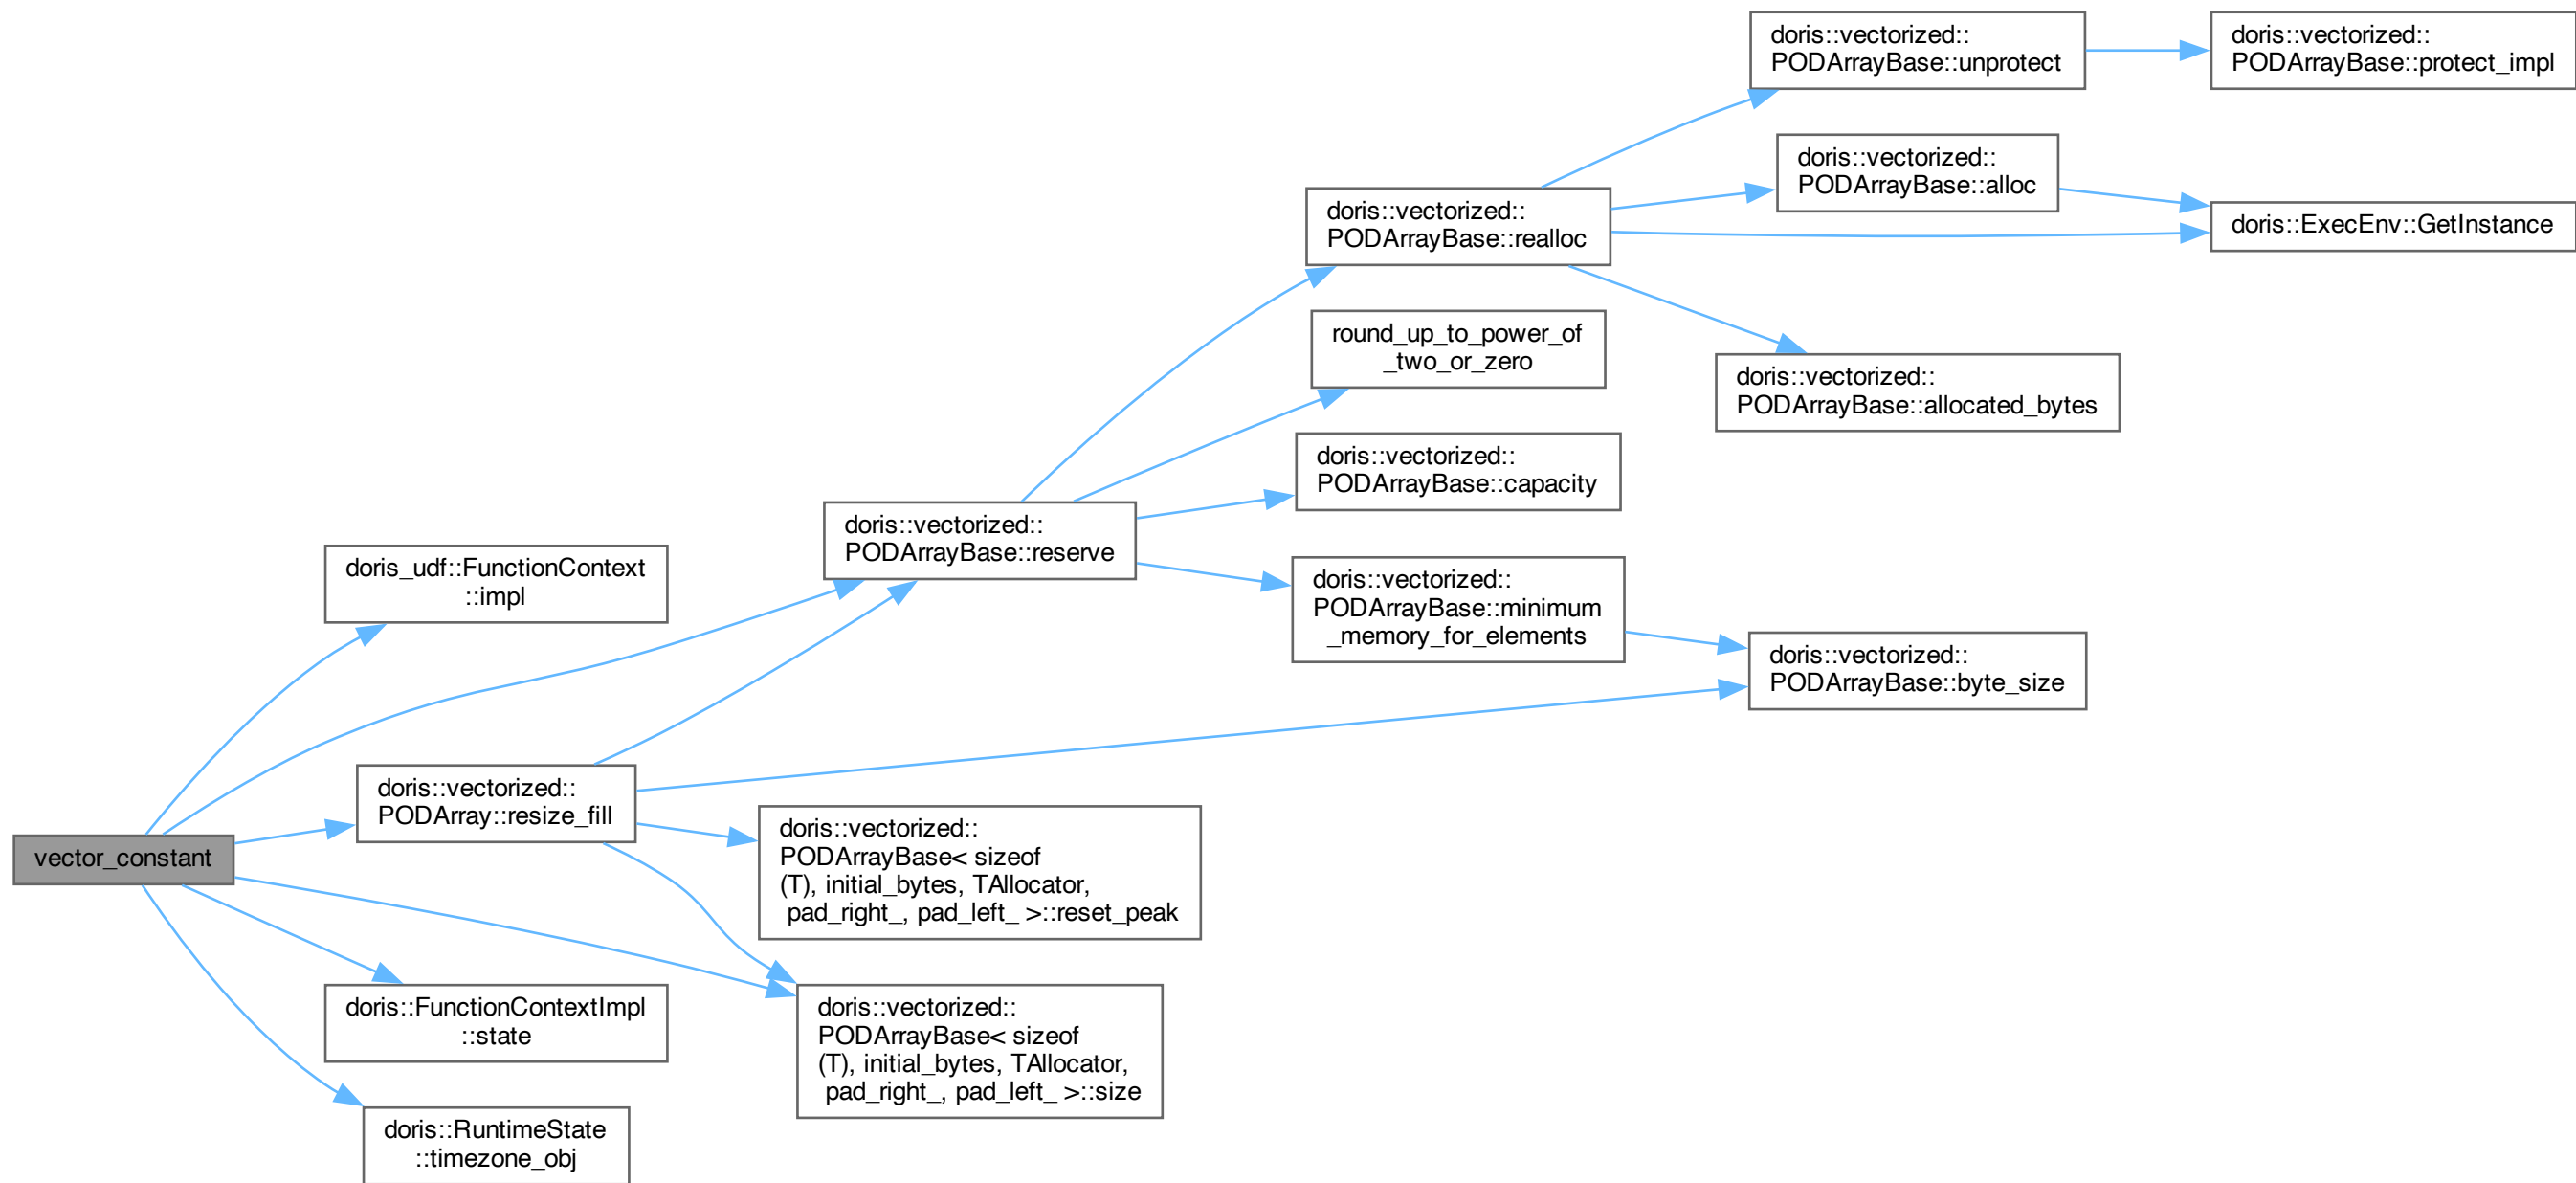 doris::vectorized::
PODArrayBase::unprotect
doris::vectorized::
PODArrayBase::protect_impl
doris::vectorized::
PODArrayBase::alloc
doris::vectorized::
PODArrayBase::realloc
doris::ExecEnv::GetInstance
round_up_to_power_of
_two_or_zero
doris::vectorized::
PODArrayBase::allocated_bytes
doris::vectorized::
PODArrayBase::capacity
doris::vectorized::
PODArrayBase::reserve
doris_udf::FunctionContext
::impl
doris::vectorized::
PODArrayBase::minimum
_memory_for_elements
doris::vectorized::
PODArrayBase::byte_size
doris::vectorized::
PODArray::resize_fill
vector_constant
doris::vectorized::
PODArrayBase< sizeof
(T), initial_bytes, TAllocator,
pad_right_, pad_left_ >::reset_peak
doris::FunctionContextImpl
::state
doris::vectorized::
PODArrayBase< sizeof
(T), initial_bytes, TAllocator,
pad_right_, pad_left_ >::size
doris::RuntimeState
::timezone_obj